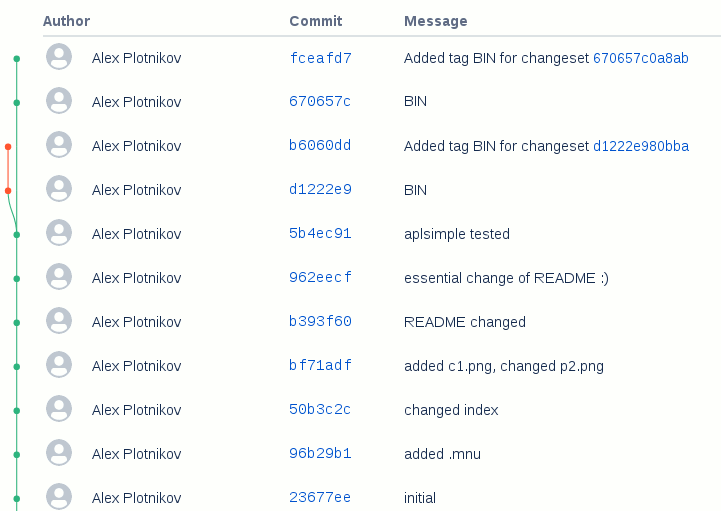 Author Commit Message
Alex Plotnikov fceafd7 Added tag BIN for changeset 670657c0a8ab
Alex Plotnikov 670657c BIN
Alex Plotnikov b6060dd Added tag BIN for changeset d1222e980bba
Alex Plotnikov d1222e9 BIN
Alex Plotnikov 5b4ec91 aplsimple tested
Alex Plotnikov 962eecf essential change of README :)
Alex Plotnikov b393f60 README changed
Alex Plotnikov bf71adf added c1.png, changed p2.png
Alex Plotnikov 50b3c2c changed index
Alex Plotnikov 96b29b1 added .mnu
Alex Plotnikov 23677ee initial